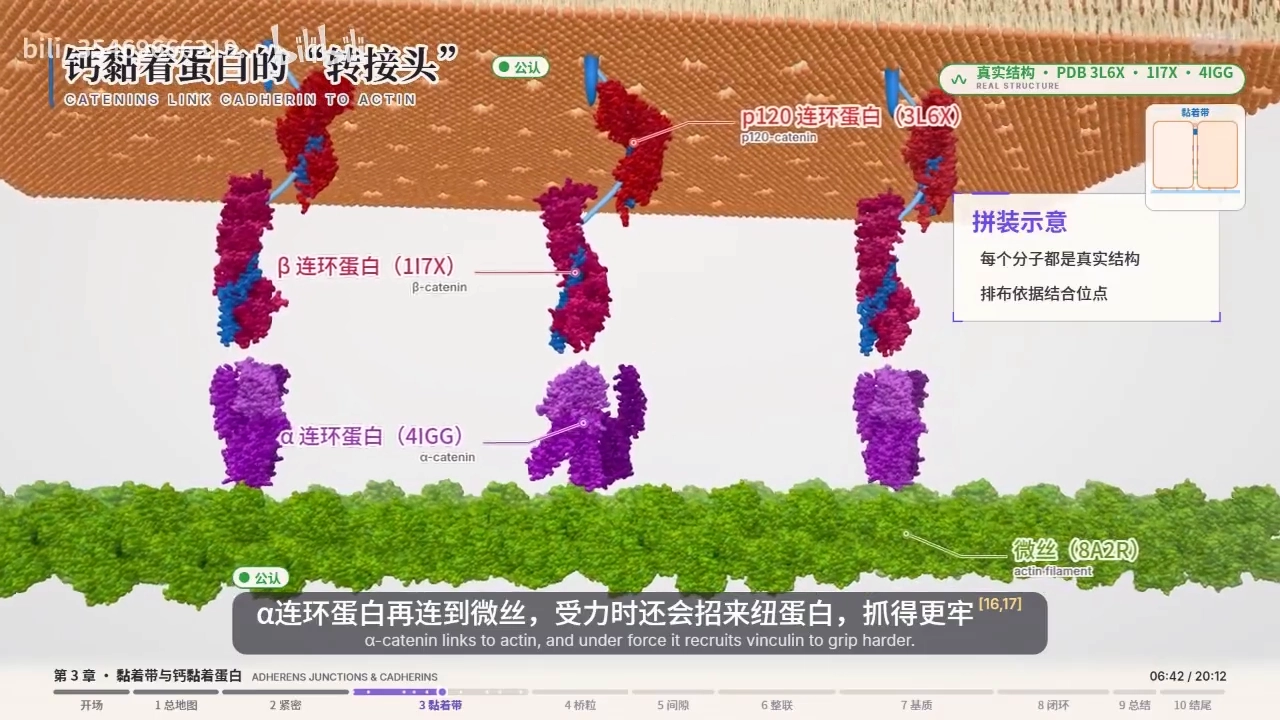 钙黏着蛋白的“转接头”
CATENINS LINK CADHERIN TO ACTIN
公认
真实结构 · PDB 3L6X · 1I7X · 4IGG
REAL STRUCTURE
黏着带
p120 连环蛋白（3L6X）
p120-catenin
拼装示意
每个分子都是真实结构
排布依据结合位点
β 连环蛋白（1I7X）
β-catenin
α 连环蛋白（4IGG）
α-catenin
微丝（8A2R）
actin filament
公认
α连环蛋白再连到微丝，受力时还会招来纽蛋白，抓得更牢 [16,17]
α-catenin links to actin, and under force it recruits vinculin to grip harder.
第 3 章 · 黏着带与钙黏着蛋白 ADHERENS JUNCTIONS & CADHERINS
06:42 / 20:12
开场 1 总地图 2 紧密 3 黏着带 4 桥粒 5 间隙 6 整联 7 基质 8 闭环 9 总结 10 结尾